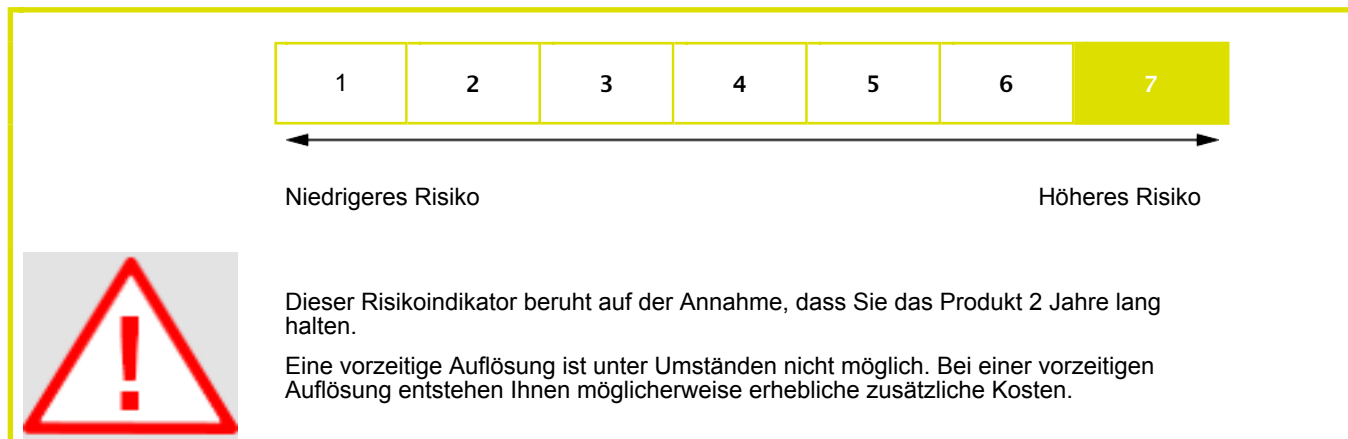 1 2 3 4 5 6 7
Niedrigeres Risiko Höheres Risiko
!
Dieser Risikoindikator beruht auf der Annahme, dass Sie das Produkt 2 Jahre lang
halten.
Eine vorzeitige Auflösung ist unter Umständen nicht möglich. Bei einer vorzeitigen
Auflösung entstehen Ihnen möglicherweise erhebliche zusätzliche Kosten.